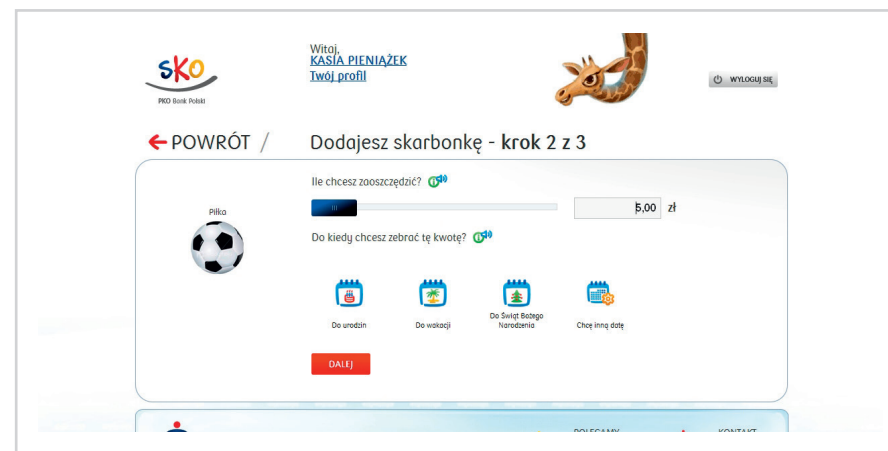 sko
PKO Bank Polski
Witaj,
KASIA PIENIĄŻEK
Twój profil
WYLOGUJ SIĘ
POWRÓT /
Dodajesz skarbonkę - krok 2 z 3
Piłka
Ile chcesz zaoszczędzić?
5,00 zł
Do kiedy chcesz zebrać tę kwotę?
Do urodzin
Do wakacji
Do Świąt Bożego
Narodzenia
Chcę inną datę
DALEJ
POLECAMY
KONTAKT